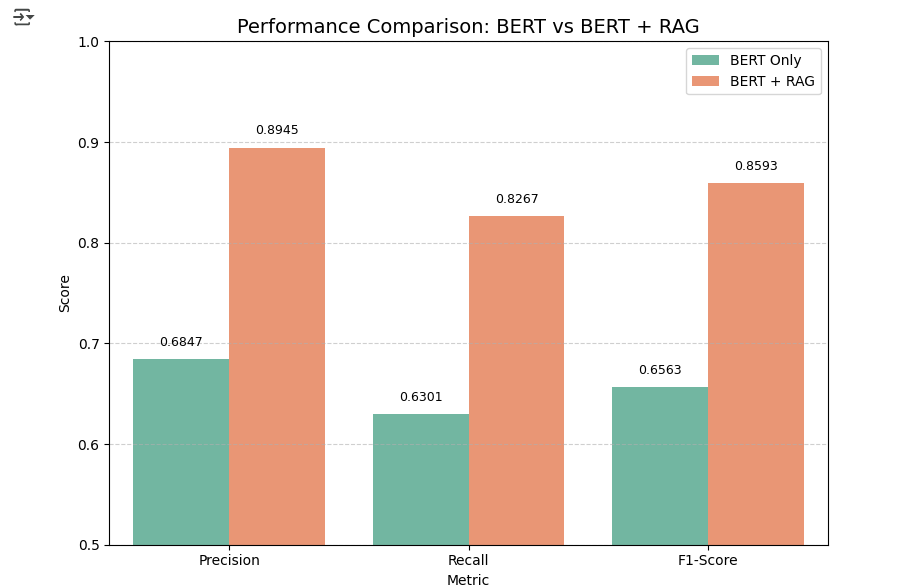 Performance Comparison: BERT vs BERT + RAG
BERT Only
BERT + RAG
1.0
0.9
0.8
0.7
0.6
0.5
Score
0.6847
0.8945
0.6301
0.8267
0.6563
0.8593
Precision
Recall
F1-Score
Metric